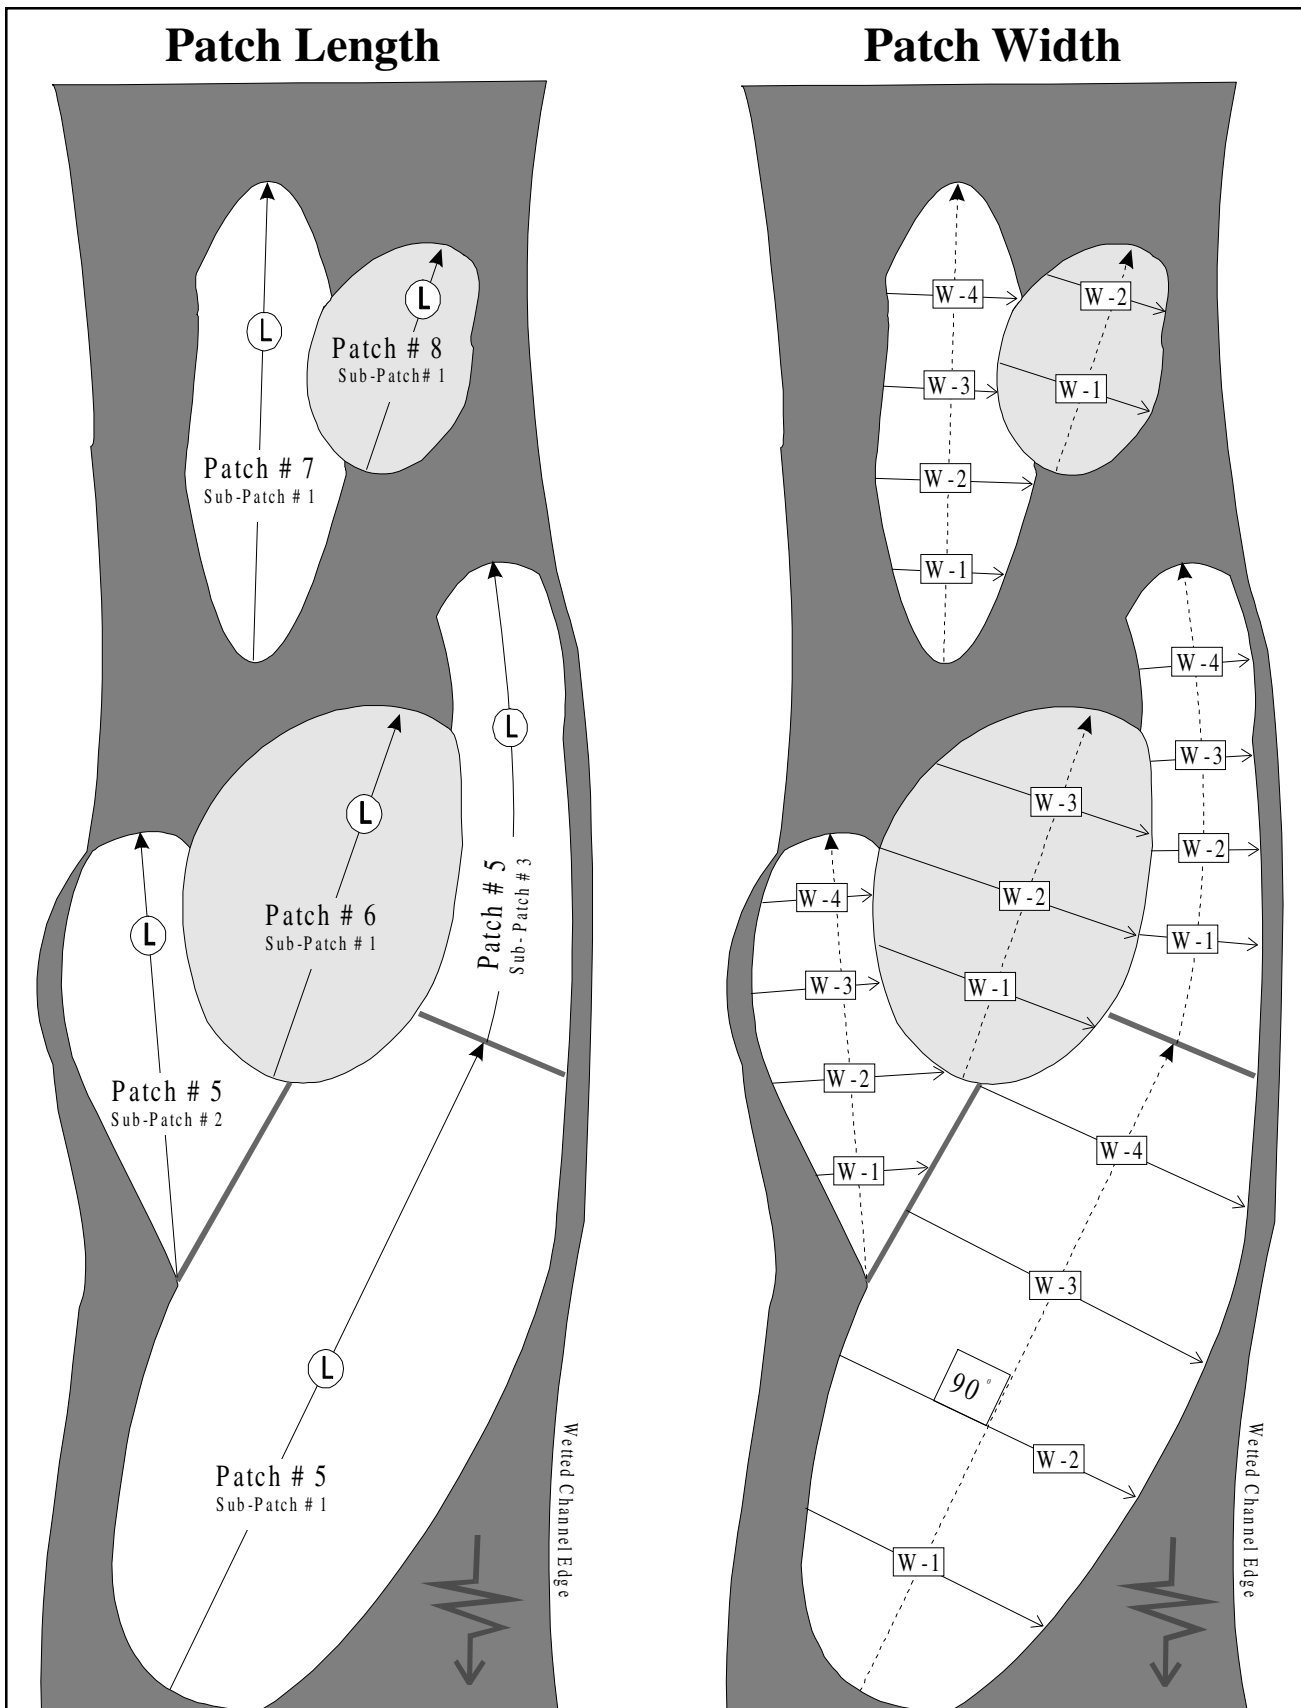 Patch Length
L
L
Patch # 8
Sub-Patch# 1
Patch # 7
Sub-Patch # 1
L
L
L
Patch # 5
Sub-Patch # 3
Patch # 6
Sub-Patch # 1
Patch # 5
Sub-Patch # 2
L
Patch # 5
Sub-Patch # 1
Wetted Channel Edge
Patch Width
W-4
W-2
W-3
W-1
W-2
W-1
W-4
W-3
W-3
W-2
W-4
W-2
W-1
W-3
W-1
W-2
W-4
W-1
W-3
90°
W-2
W-1
Wetted Channel Edge